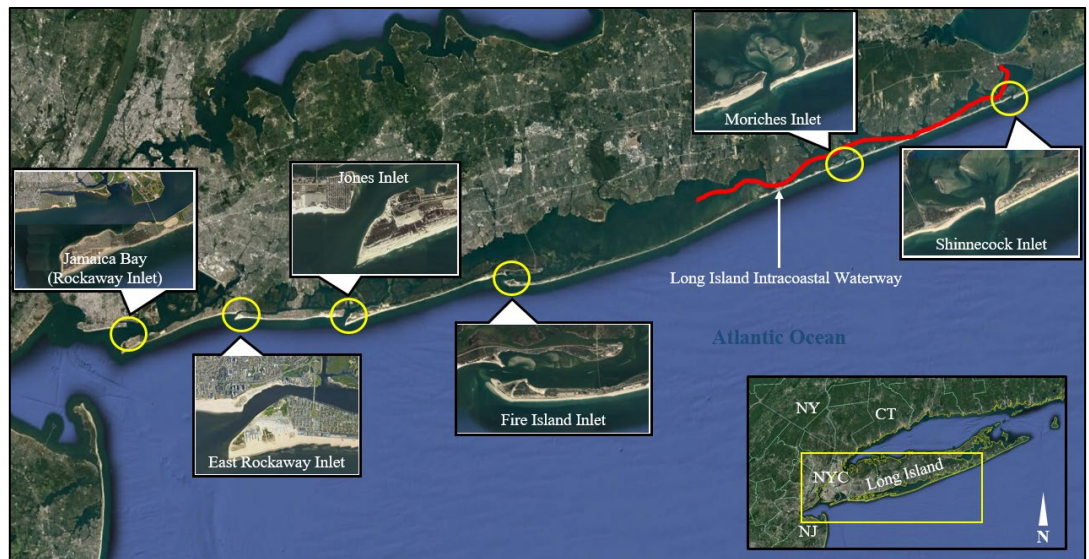 Moriches Inlet
Jones Inlet
Jamaica Bay
(Rockaway Inlet)
Shinnecock Inlet
Long Island Intracoastal Waterway
Atlantic Ocean
Fire Island Inlet
East Rockaway Inlet
NY
CT
NYC
Long Island
NJ
N